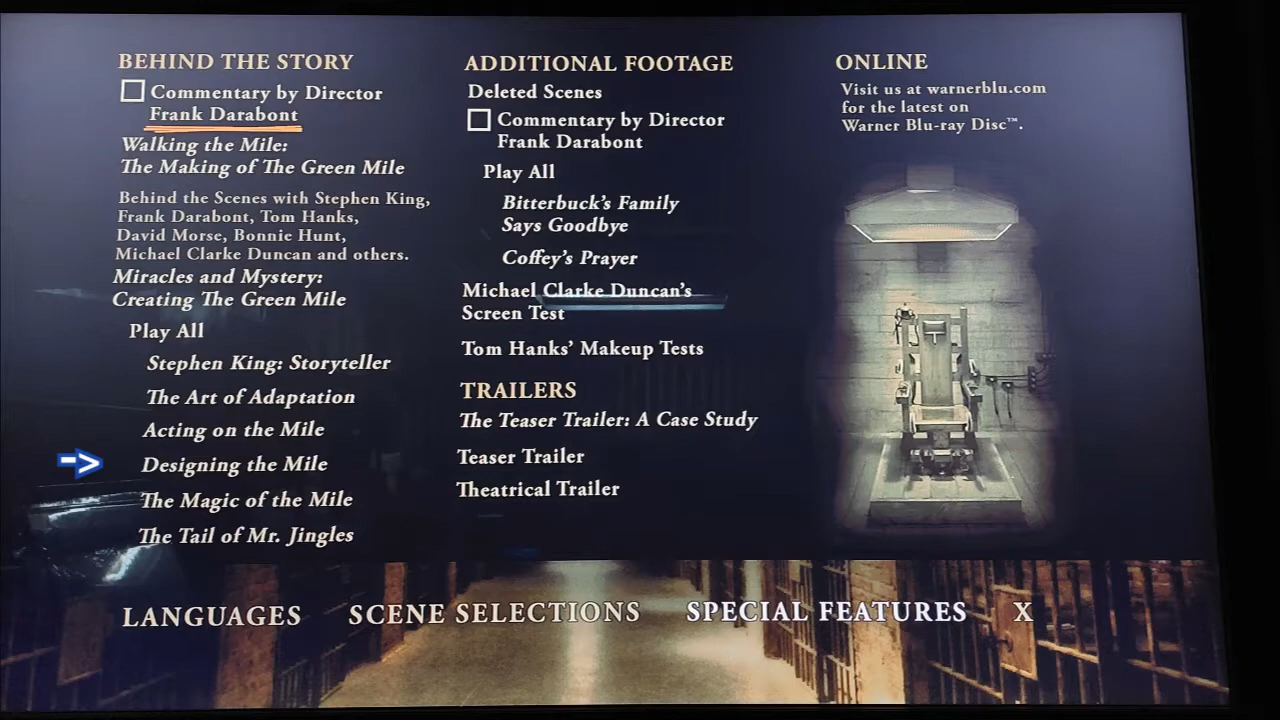 BEHIND THE STORY
Commentary by Director
Frank Darabont
Walking the Mile:
The Making of The Green Mile
Behind the Scenes with Stephen King,
Frank Darabont, Tom Hanks,
David Morse, Bonnie Hunt,
Michael Clarke Duncan and others.
Miracles and Mystery:
Creating The Green Mile
Play All
Stephen King: Storyteller
The Art of Adaptation
Acting on the Mile
Designing the Mile
The Magic of the Mile
The Tail of Mr. Jingles
ADDITIONAL FOOTAGE
Deleted Scenes
Commentary by Director
Frank Darabont
Play All
Bitterbuck's Family
Says Goodbye
Coffey's Prayer
Michael Clarke Duncan's
Screen Test
Tom Hanks' Makeup Tests
TRAILERS
The Teaser Trailer: A Case Study
Teaser Trailer
Theatrical Trailer
ONLINE
Visit us at warnerblu.com
for the latest on
Warner Blu-ray Disc™.
LANGUAGES SCENE SELECTIONS SPECIAL FEATURES X